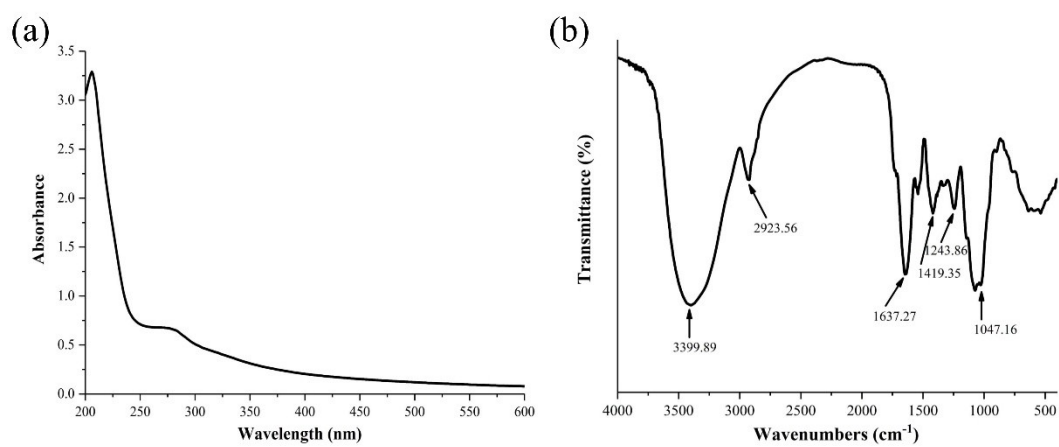 (a)
3.5
3.0
2.5
2.0
1.5
1.0
0.5
0.0
Absorbance
200 250 300 350 400 450 500 550 600
Wavelength (nm)
(b)
Transmittance (%)
2923.56
1243.86
1419.35
1637.27
1047.16
3399.89
4000 3500 3000 2500 2000 1500 1000 500
Wavenumbers (cm⁻¹)